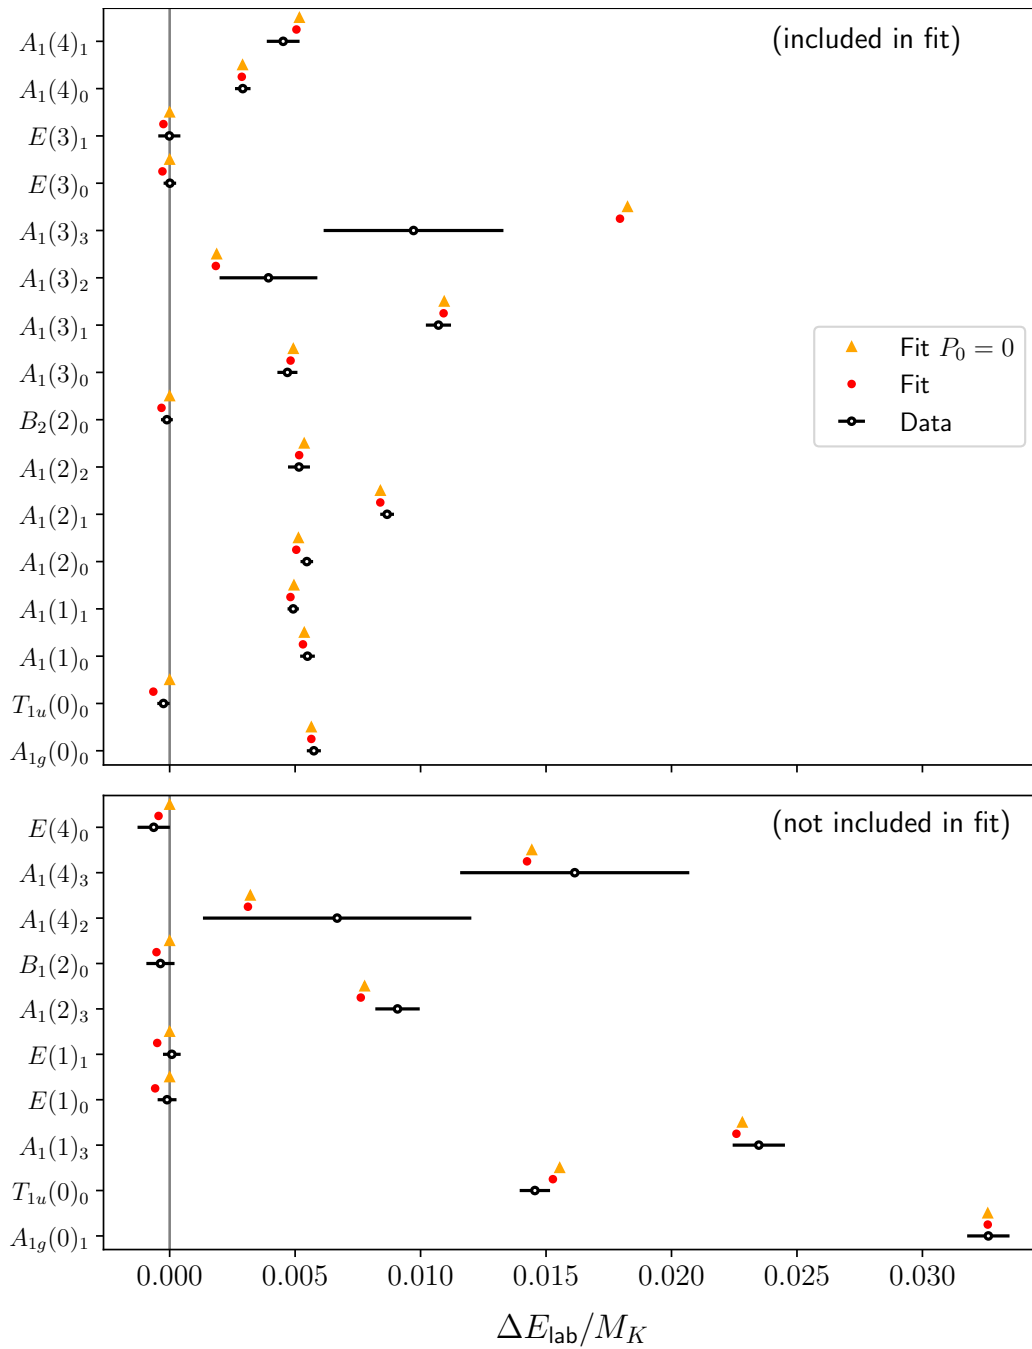 (included in fit)
A₁(4)₁
A₁(4)₀
E(3)₁
E(3)₀
A₁(3)₃
A₁(3)₂
A₁(3)₁
A₁(3)₀
B₂(2)₀
A₁(2)₂
A₁(2)₁
A₁(2)₀
A₁(1)₁
A₁(1)₀
T₁ᵤ(0)₀
A₁g(0)₀
Fit P₀ = 0
Fit
Data
(not included in fit)
E(4)₀
A₁(4)₃
A₁(4)₂
B₁(2)₀
A₁(2)₃
E(1)₁
E(1)₀
A₁(1)₃
T₁ᵤ(0)₀
A₁g(0)₁
0.000 0.005 0.010 0.015 0.020 0.025 0.030
ΔE_lab/M_K